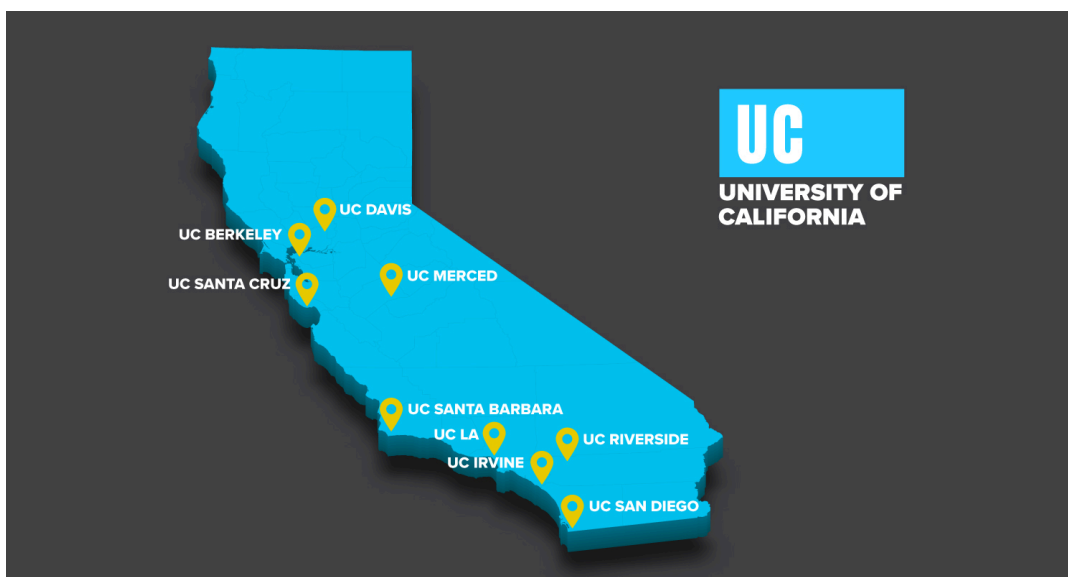 UC
UNIVERSITY OF
CALIFORNIA
UC DAVIS
UC BERKELEY
UC MERCED
UC SANTA CRUZ
UC SANTA BARBARA
UC LA
UC RIVERSIDE
UC IRVINE
UC SAN DIEGO